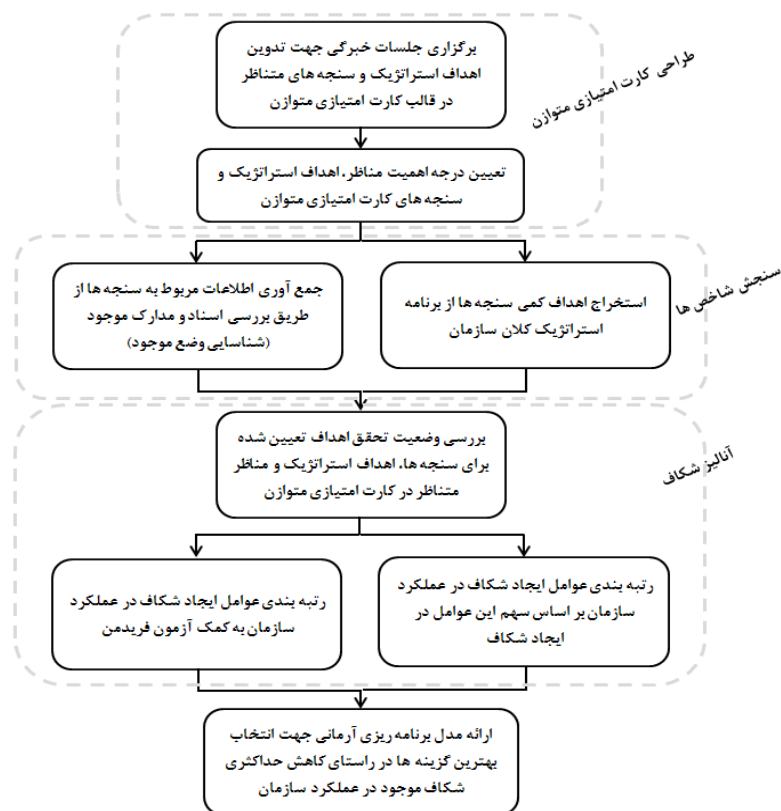 برگزاری جلسات خبرگی جهت تدوین
اهداف استراتژیک و سنجه های متناظر
در قالب کارت امتیازی متوازن
طراحی کارت امتیازی متوازن
تعیین درجه اهمیت مناظر، اهداف استراتژیک و
سنجه های کارت امتیازی متوازن
سنجش شاخص ها
استخراج اهداف کمی سنجه ها از برنامه
استراتژیک کلان سازمان
جمع آوری اطلاعات مربوط به سنجه ها از
طریق بررسی اسناد و مدارک موجود
(شناسایی وضع موجود)
بررسی وضعیت تحقق اهداف تعیین شده
برای سنجه ها، اهداف استراتژیک و مناظر
متناظر در کارت امتیازی متوازن
آنالیز شکاف
رتبه بندی عوامل ایجاد شکاف در عملکرد
سازمان بر اساس سهم این عوامل در
ایجاد شکاف
رتبه بندی عوامل ایجاد شکاف در عملکرد
سازمان به کمک آزمون فریدمن
ارائه مدل برنامه ریزی آرمانی جهت انتخاب
بهترین گزینه ها در راستای کاهش حداکثری
شکاف موجود در عملکرد سازمان